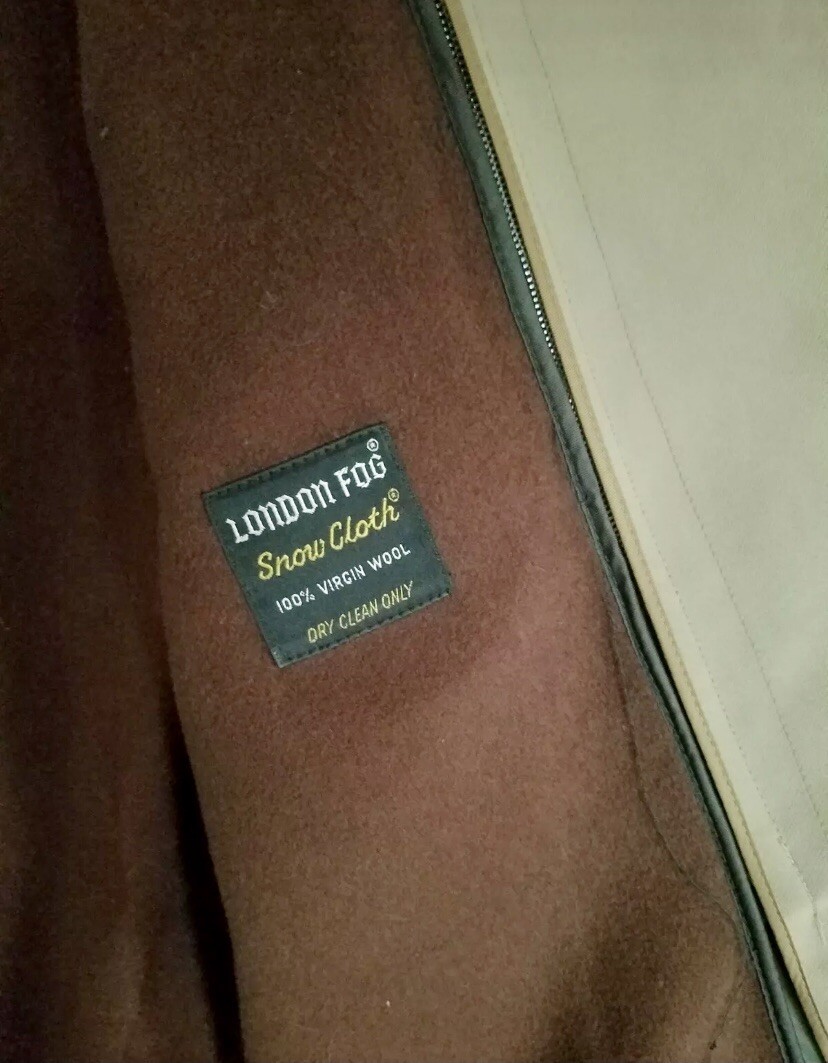 LONDON FOG®
Snow Cloth®
100% VIRGIN WOOL
DRY CLEAN ONLY